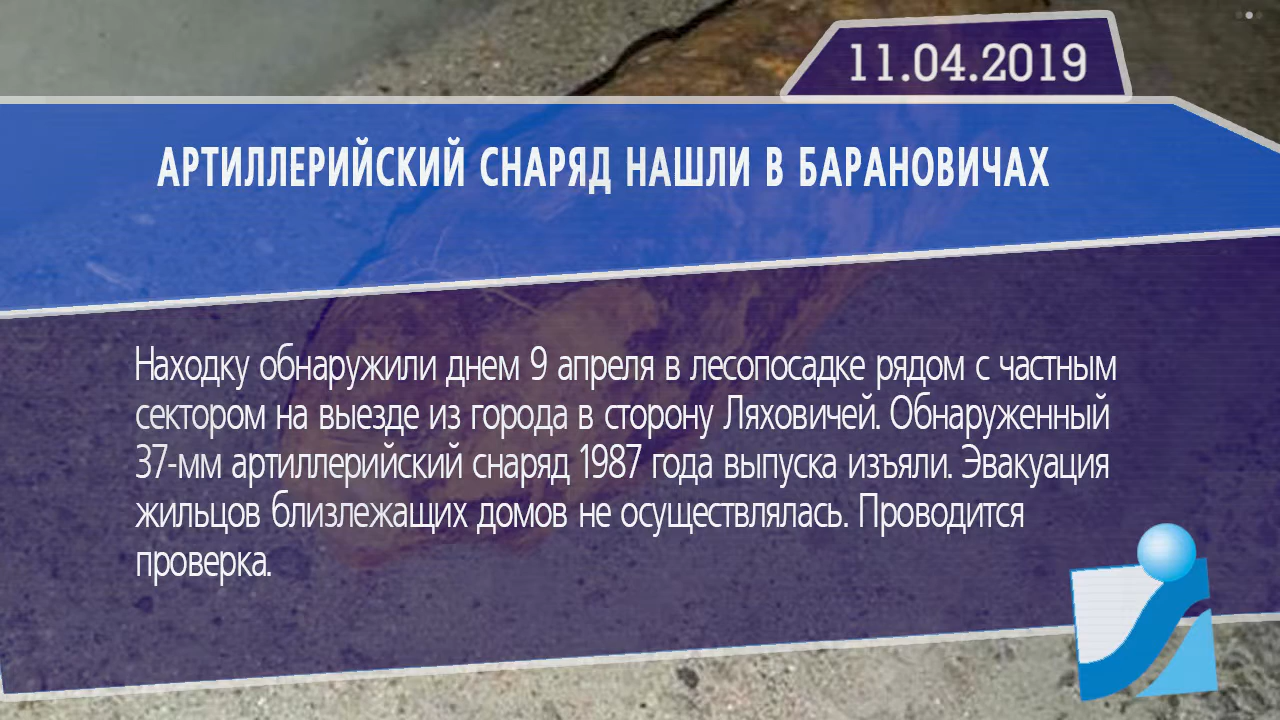 11.04.2019
АРТИЛЛЕРИЙСКИЙ СНАРЯД НАШЛИ В БАРАНОВИЧАХ
Находку обнаружили днем 9 апреля в лесопосадке рядом с частным
сектором на выезде из города в сторону Ляховичей. Обнаруженный
37-мм артиллерийский снаряд 1987 года выпуска изъяли. Эвакуация
жильцов близлежащих домов не осуществлялась. Проводится
проверка.